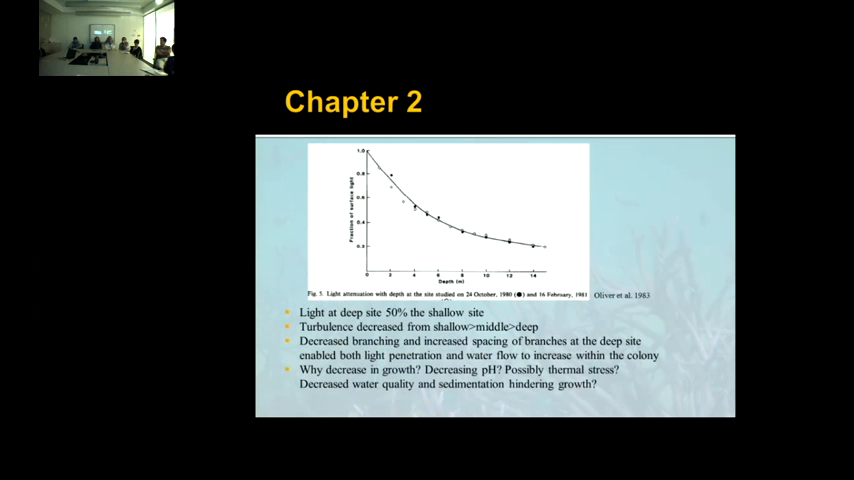 Chapter 2
1.0
0.8
0.6
0.4
0.2
Fraction of surface light
0 2 4 6 8 10 12 14
Depth (m)
Fig. 5. Light attenuation with depth at the site studied on 24 October, 1980 (●) and 16 February, 1981
Oliver et al. 1983
Light at deep site 50% the shallow site
Turbulence decreased from shallow>middle>deep
Decreased branching and increased spacing of branches at the deep site
enabled both light penetration and water flow to increase within the colony
Why decrease in growth? Decreasing pH? Possibly thermal stress?
Decreased water quality and sedimentation hindering growth?